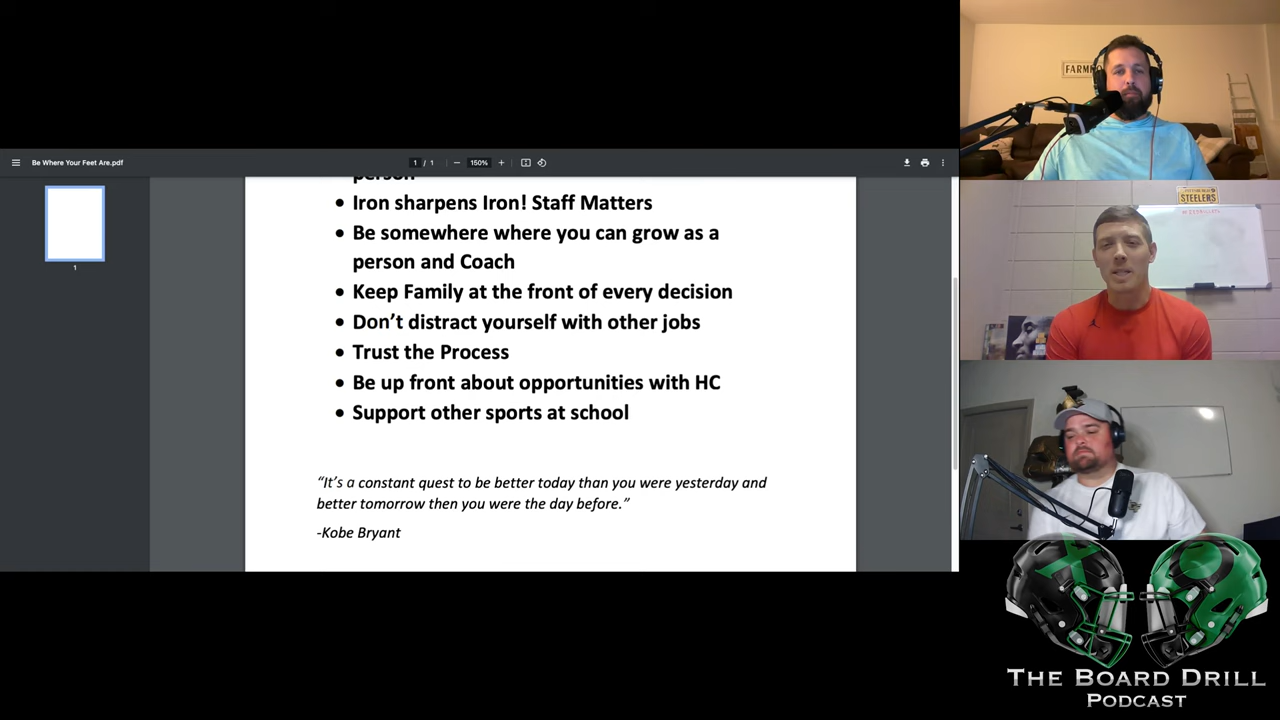 FARMH
Be Where Your Feet Are.pdf
1 / 1
150%
person
• Iron sharpens Iron! Staff Matters
• Be somewhere where you can grow as a
person and Coach
• Keep Family at the front of every decision
• Don’t distract yourself with other jobs
• Trust the Process
• Be up front about opportunities with HC
• Support other sports at school
“It’s a constant quest to be better today than you were yesterday and
better tomorrow then you were the day before.”
-Kobe Bryant
1
STEELERS
THE BOARD DRILL
PODCAST